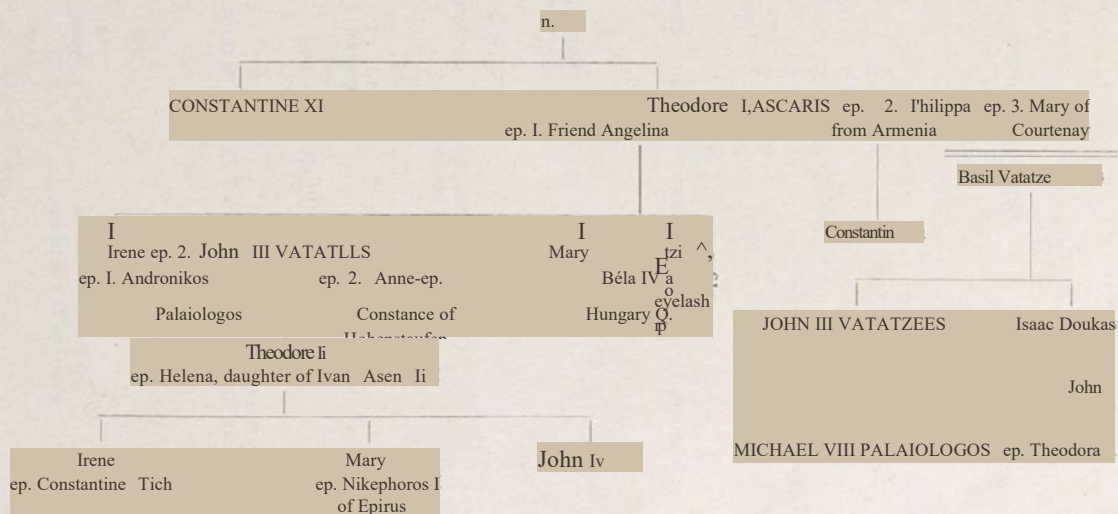 n.
CONSTANTINE XI Theodore I,ASCARIS ep. 2. I'hilippa ep. 3. Mary of
ep. I. Friend Angelina from Armenia Courtenay
Basil Vatatze
Constantin
I I I
Irene ep. 2. John III VATATLLS Mary tzi ^,
ep. I. Andronikos ep. 2. Anne-ep. Béla IV a
E
o
eyelash
Palaiologos Constance of Hungary Q.
JOHN III VATATZEES Isaac Doukas
Theodore Ii
ep. Helena, daughter of Ivan Asen Ii
John
MICHAEL VIII PALAIOLOGOS ep. Theodora
Irene Mary John Iv
ep. Constantine Tich ep. Nikephoros I
of Epirus